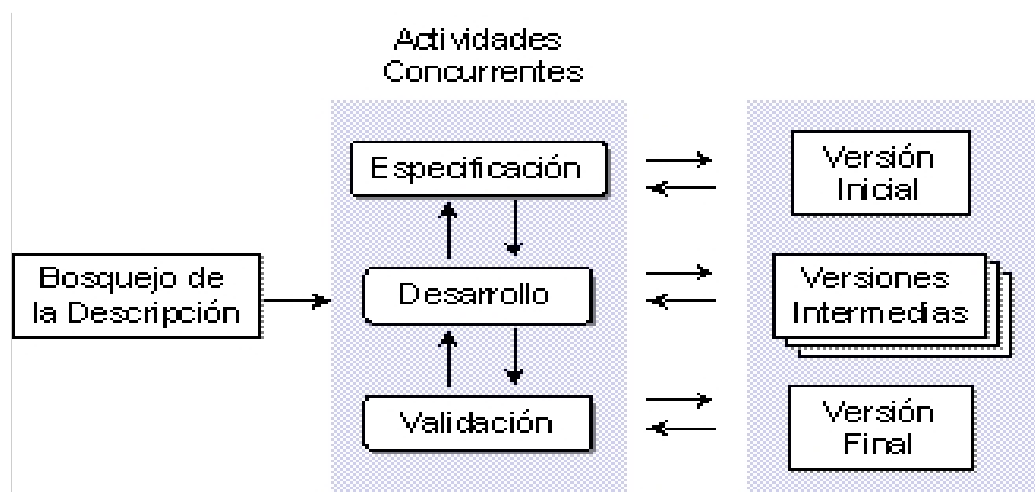 Actividades
Concurrentes
Especificación
Versión
Inicial
Bosquejo de
la Descripción
Desarrollo
Versiones
Intermedias
Validación
Versión
Final